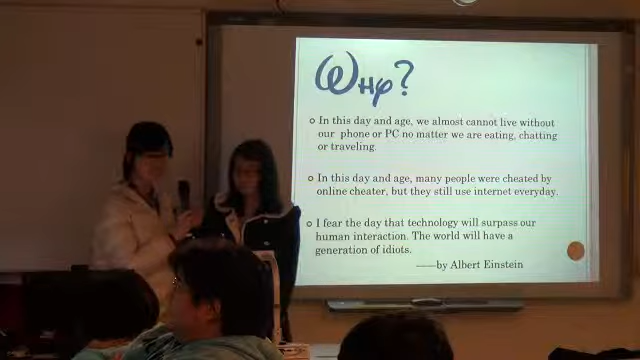 Why?
In this day and age, we almost cannot live without
our phone or PC no matter we are eating, chatting
or traveling.
In this day and age, many people were cheated by
online cheater, but they still use internet everyday.
I fear the day that technology will surpass our
human interaction. The world will have a
generation of idiots.
——by Albert Einstein